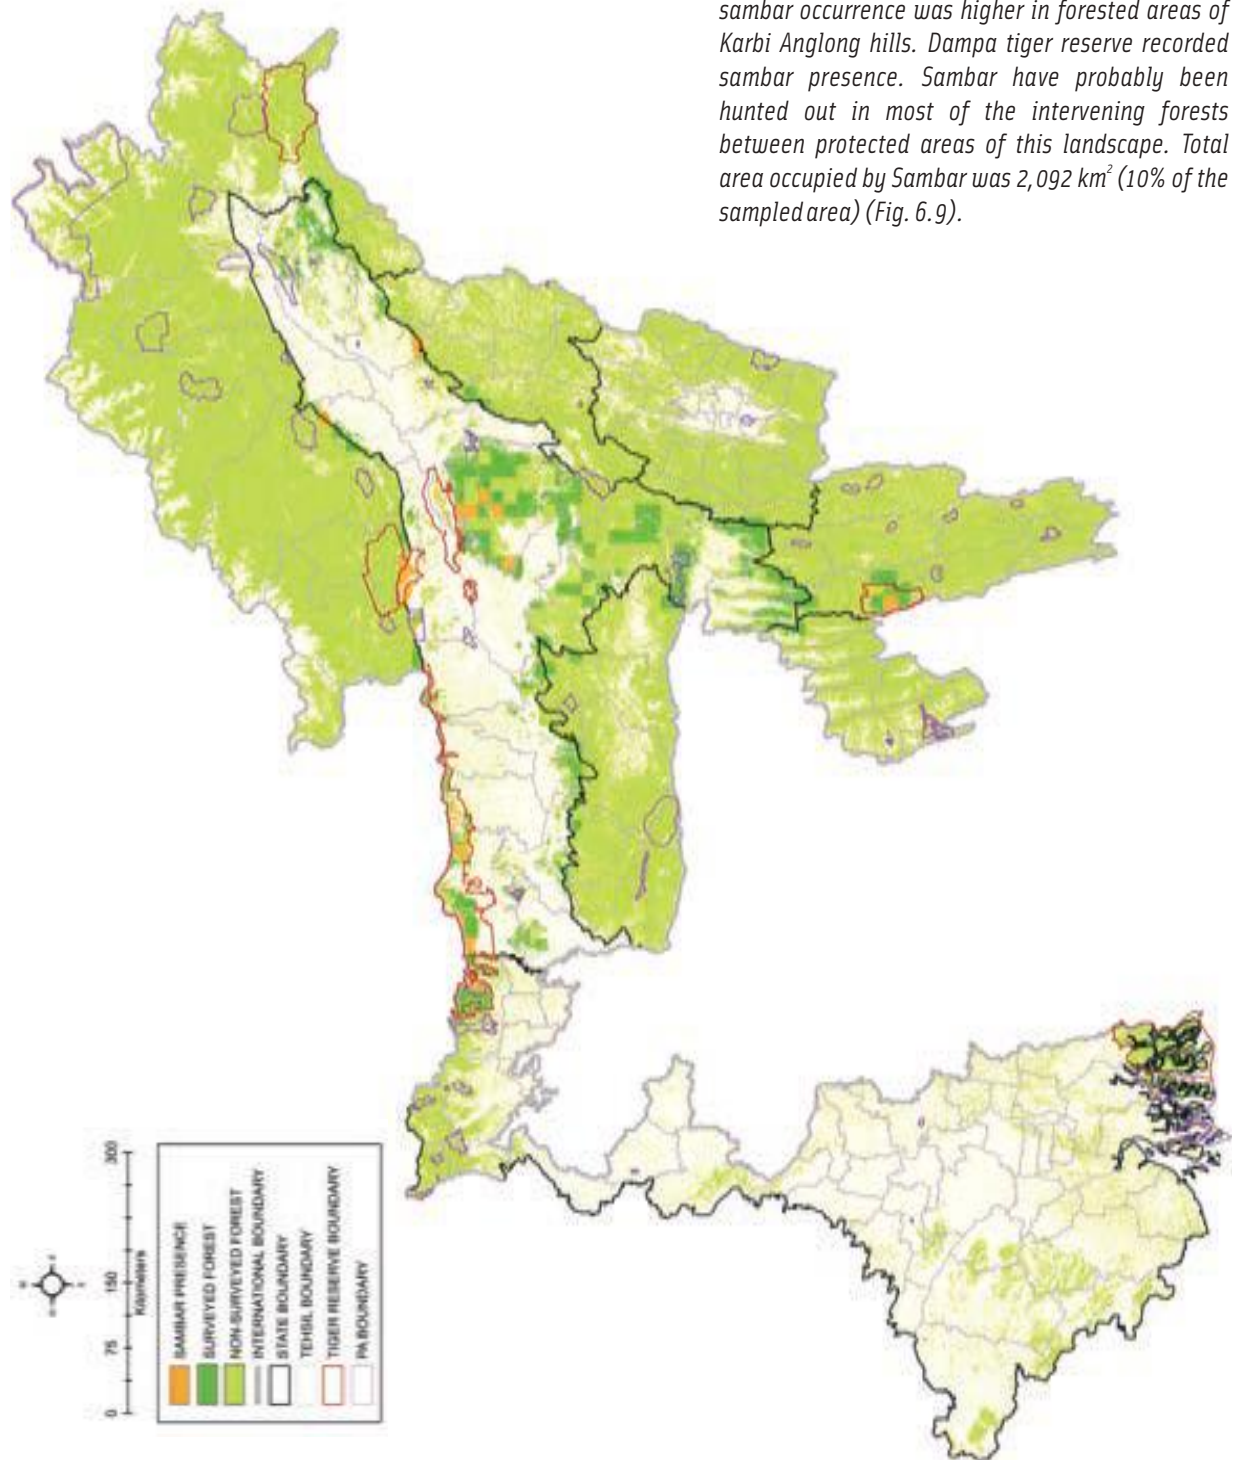 sambar occurrence was higher in forested areas of
Karbi Anglong hills. Dampa tiger reserve recorded
sambar presence. Sambar have probably been
hunted out in most of the intervening forests
between protected areas of this landscape. Total
area occupied by Sambar was 2,092 km² (10% of the
sampled area) (Fig. 6.9).
0 75 150 300
Kilometers
SAMBAR PRESENCE
SURVEYED FOREST
NON-SURVEYED FOREST
INTERNATIONAL BOUNDARY
STATE BOUNDARY
TEHSIL BOUNDARY
TIGER RESERVE BOUNDARY
PA BOUNDARY